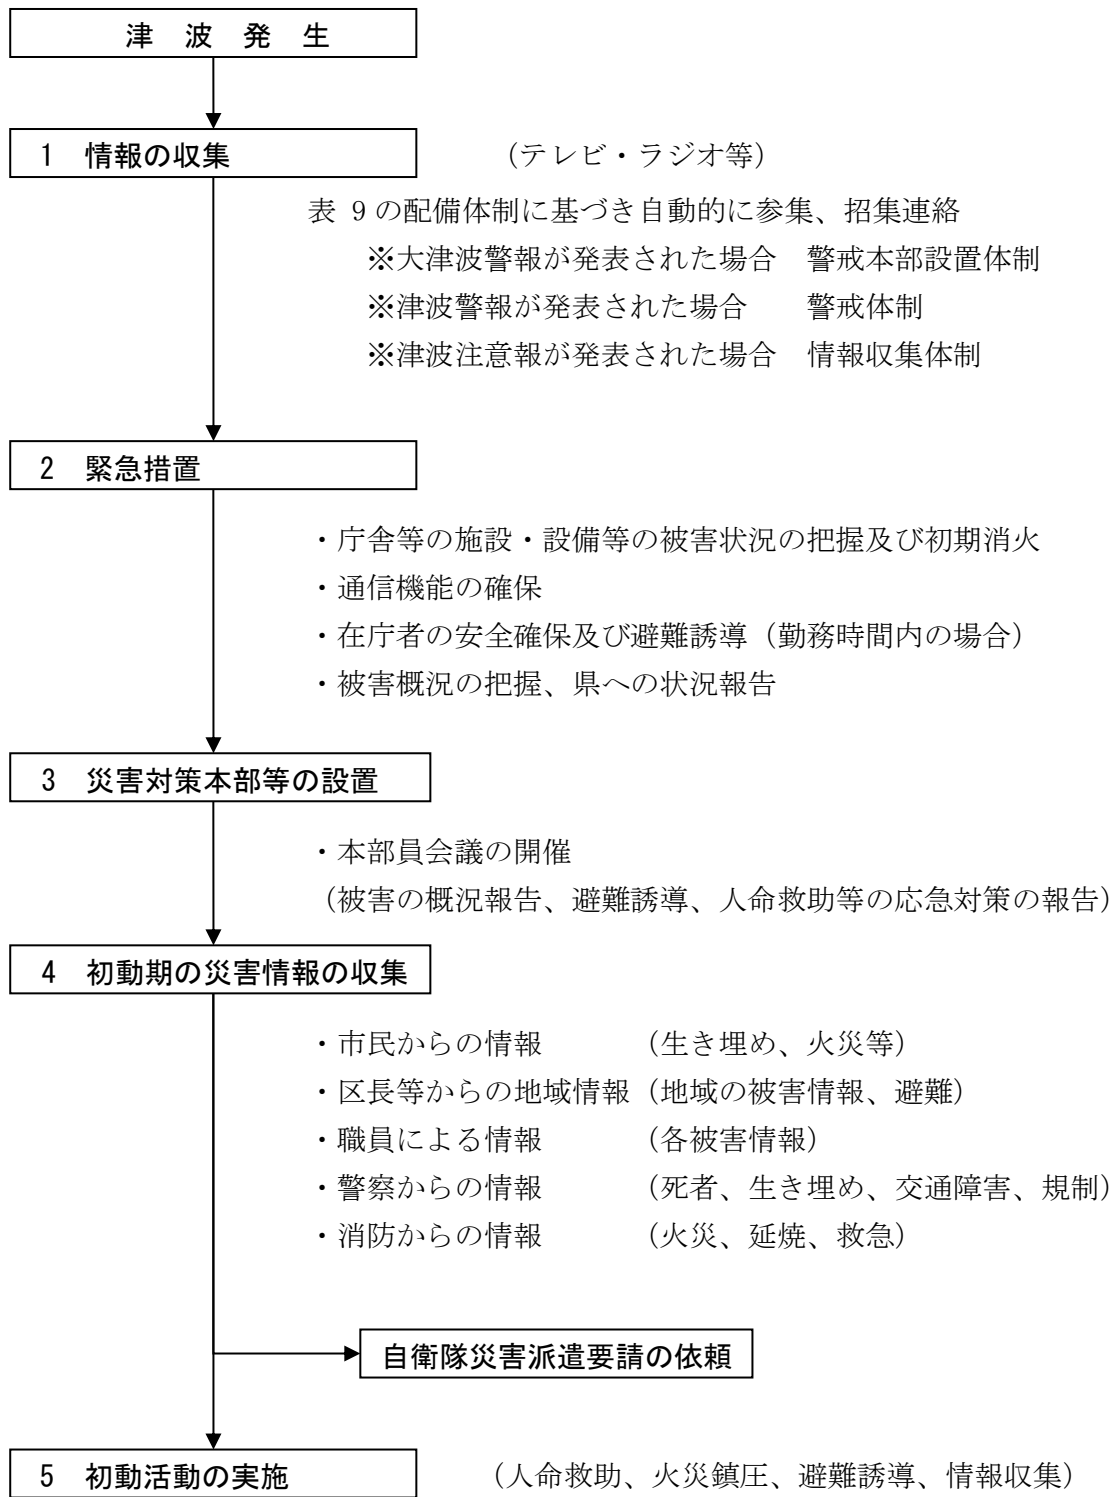 津 波 発 生
1 情報の収集 (テレビ・ラジオ等)
表 9 の配備体制に基づき自動的に参集、招集連絡
※大津波警報が発表された場合 警戒本部設置体制
※津波警報が発表された場合 警戒体制
※津波注意報が発表された場合 情報収集体制
2 緊急措置
・庁舎等の施設・設備等の被害状況の把握及び初期消火
・通信機能の確保
・在庁者の安全確保及び避難誘導(勤務時間内の場合)
・被害概況の把握、県への状況報告
3 災害対策本部等の設置
・本部員会議の開催
(被害の概況報告、避難誘導、人命救助等の応急対策の報告)
4 初動期の災害情報の収集
・市民からの情報 (生き埋め、火災等)
・区長等からの地域情報(地域の被害情報、避難)
・職員による情報 (各被害情報)
・警察からの情報 (死者、生き埋め、交通障害、規制)
・消防からの情報 (火災、延焼、救急)
自衛隊災害派遣要請の依頼
5 初動活動の実施 (人命救助、火災鎮圧、避難誘導、情報収集)